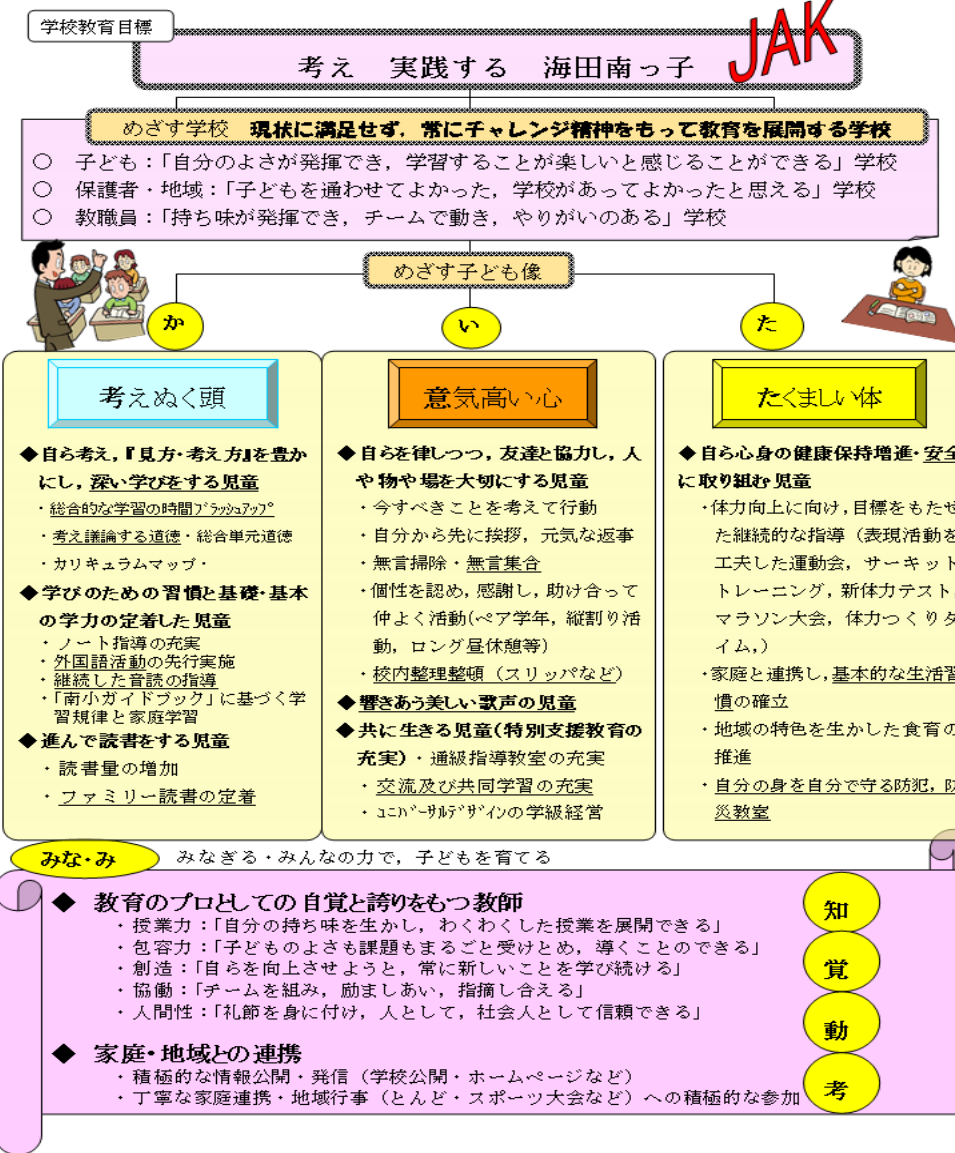 学校教育目標
JAK
考え　実践する　海田南っ子
めざす学校　現状に満足せず，常にチャレンジ精神をもって教育を展開する学校
○　子ども：「自分のよさが発揮でき，学習することが楽しいと感じることができる」学校
○　保護者・地域：「子どもを通わせてよかった，学校があってよかったと思える」学校
○　教職員：「持ち味が発揮でき，チームで動き，やりがいのある」学校
めざす子ども像
か
考えぬく頭
◆自ら考え，『見方・考え方』を豊か
にし，深い学びをする児童
・総合的な学習の時間ブラッシュアップ
・考え議論する道徳・総合単元道徳
・カリキュラムマップ・
◆学びのための習慣と基礎・基本
の学力の定着した児童
・ノート指導の充実
・外国語活動の先行実施
・継続した音読の指導
・「南小ガイドブック」に基づく学
習規律と家庭学習
◆進んで読書をする児童
・読書量の増加
・ファミリー読書の定着
い
意気高い心
◆自らを律しつつ，友達と協力し，人
や物や場を大切にする児童
・今すべきことを考えて行動
・自分から先に挨拶，元気な返事
・無言掃除・無言集合
・個性を認め，感謝し，助け合って
仲よく活動(ペア学年，縦割り活
動，ロング昼休憩等)
・校内整理整頓（スリッパなど）
◆響きあう美しい歌声の児童
◆共に生きる児童(特別支援教育の
充実)・通級指導教室の充実
・交流及び共同学習の充実
・ユニバーサルデザインの学級経営
た
たくましい体
◆自ら心身の健康保持増進・安全
に取り組む児童
・体力向上に向け，目標をもたせ
た継続的な指導（表現活動を
工夫した運動会，サーキット
トレーニング，新体力テスト，
マラソン大会，体力つくりタ
イム，）
・家庭と連携し，基本的な生活習
慣の確立
・地域の特色を生かした食育の
推進
・自分の身を自分で守る防犯，防
災教室
みな・み　みなぎる・みんなの力で，子どもを育てる
◆　教育のプロとしての自覚と誇りをもつ教師
・授業力：「自分の持ち味を生かし，わくわくした授業を展開できる」
・包容力：「子どものよさも課題もまるごと受けとめ，導くことのできる」
・創造：「自らを向上させようと，常に新しいことを学び続ける」
・協働：「チームを組み，励ましあい，指摘し合える」
・人間性：「礼節を身に付け，人として，社会人として信頼できる」
◆　家庭・地域との連携
・積極的な情報公開・発信（学校公開・ホームページなど）
・丁寧な家庭連携・地域行事（とんど・スポーツ大会など）への積極的な参加
知
覚
動
考